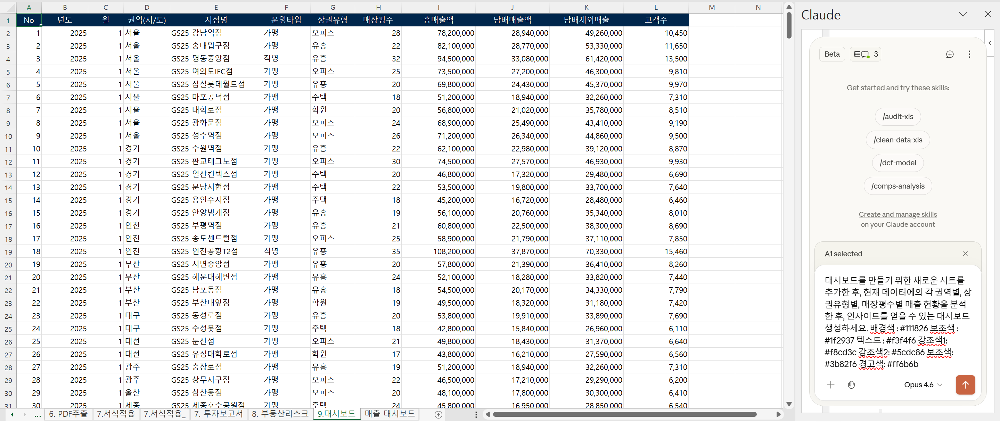 A B C D E F G H I J K L M N
1 No 년도 월 권역(시/도) 지점명 운영타입 상권유형 매장평수 총매출액 담배매출액 담배제외매출 고객수
2 1 2025 1 서울 GS25 강남역점 가맹 오피스 28 78,200,000 28,940,000 49,260,000 10,450
3 2 2025 1 서울 GS25 홍대입구점 가맹 유흥 22 82,100,000 28,770,000 53,330,000 11,650
4 3 2025 1 서울 GS25 명동중앙점 직영 유흥 32 94,500,000 33,080,000 61,420,000 13,500
5 4 2025 1 서울 GS25 여의도IFC점 가맹 오피스 25 73,500,000 27,200,000 46,300,000 9,810
6 5 2025 1 서울 GS25 잠실롯데월드점 가맹 유흥 20 69,800,000 24,430,000 45,370,000 9,970
7 6 2025 1 서울 GS25 마포공덕점 가맹 주택 18 51,200,000 18,940,000 32,260,000 7,310
8 7 2025 1 서울 GS25 대학로점 가맹 학원 20 56,800,000 21,020,000 35,780,000 8,510
9 8 2025 1 서울 GS25 광화문점 가맹 오피스 24 68,900,000 25,490,000 43,410,000 9,190
10 9 2025 1 서울 GS25 성수역점 가맹 오피스 26 71,200,000 26,340,000 44,860,000 9,500
11 10 2025 1 경기 GS25 수원역점 가맹 유흥 22 62,100,000 22,980,000 39,120,000 8,870
12 11 2025 1 경기 GS25 판교테크노점 가맹 오피스 30 74,500,000 27,570,000 46,930,000 9,930
13 12 2025 1 경기 GS25 일산킨텍스점 가맹 주택 20 46,800,000 17,320,000 29,480,000 6,690
14 13 2025 1 경기 GS25 분당서현점 가맹 주택 22 53,500,000 19,800,000 33,700,000 7,640
15 14 2025 1 경기 GS25 용인수지점 가맹 주택 18 45,200,000 16,720,000 28,480,000 6,460
16 15 2025 1 경기 GS25 안양범계점 가맹 유흥 19 56,100,000 20,760,000 35,340,000 8,010
17 16 2025 1 인천 GS25 부평역점 가맹 유흥 21 60,800,000 22,500,000 38,300,000 8,690
18 17 2025 1 인천 GS25 송도센트럴점 가맹 오피스 25 58,900,000 21,790,000 37,110,000 7,850
19 18 2025 1 인천 GS25 인천공항T2점 직영 유흥 35 108,200,000 37,870,000 70,330,000 15,460
20 19 2025 1 부산 GS25 서면중앙점 가맹 유흥 20 57,800,000 21,390,000 36,410,000 8,260
21 20 2025 1 부산 GS25 해운대해변점 가맹 유흥 24 52,100,000 18,280,000 33,820,000 7,440
22 21 2025 1 부산 GS25 남포동점 가맹 유흥 18 54,500,000 20,170,000 34,330,000 7,790
23 22 2025 1 부산 GS25 부산대앞점 가맹 학원 19 49,500,000 18,320,000 31,180,000 7,420
24 23 2025 1 대구 GS25 동성로점 가맹 유흥 20 53,800,000 19,910,000 33,890,000 7,690
25 24 2025 1 대구 GS25 수성못점 가맹 주택 18 42,800,000 15,840,000 26,960,000 6,110
26 25 2025 1 대전 GS25 둔산점 가맹 오피스 21 49,800,000 18,430,000 31,370,000 6,640
27 26 2025 1 대전 GS25 유성대학로점 가맹 학원 17 43,800,000 16,210,000 27,590,000 6,560
28 27 2025 1 광주 GS25 충장로점 가맹 유흥 19 51,200,000 18,940,000 32,260,000 7,310
29 28 2025 1 광주 GS25 상무지구점 가맹 오피스 22 46,500,000 17,210,000 29,290,000 6,200
30 29 2025 1 울산 GS25 삼산동점 가맹 오피스 20 48,100,000 17,800,000 30,300,000 6,410
31 30 2025 1 세종 GS25 세종호수공원점 가맹 오피스 24 45,800,000 16,950,000 28,850,000 6,540
... 6. PDF추출 7.서식적용 7.서식적용_ 7. 투자보고서 8. 부동산리스크 9.대시보드 매출 대시보드
Claude
Beta 3
Get started and try these skills:
/audit-xls
/clean-data-xls
/dcf-model
/comps-analysis
Create and manage skills
on your Claude account
A1 selected
대시보드를 만들기 위한 새로운 시트를
추가한 후, 현재 데이터에의 각 권역별, 상
권유형별, 매장평수별 매출 현황을 분석
한 후, 인사이트를 얻을 수 있는 대시보드
생성하세요. 배경색 : #111826 보조색 :
#1f2937 텍스트 : #f3f4f6 강조색1:
#f8cd3c 강조색2: #5cdc86 보조색:
#3b82f6 경고색: #ff6b6b
Opus 4.6